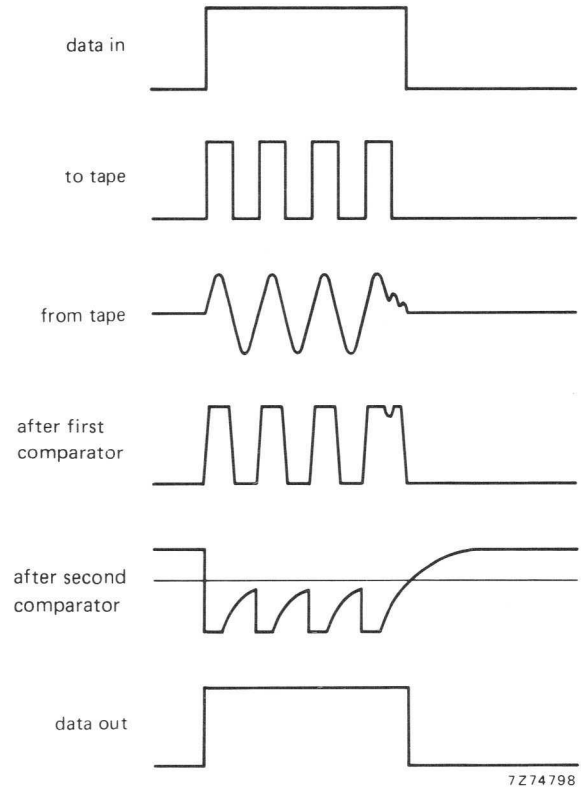 data in
to tape
from tape
after first
comparator
after second
comparator
data out
7Z74798